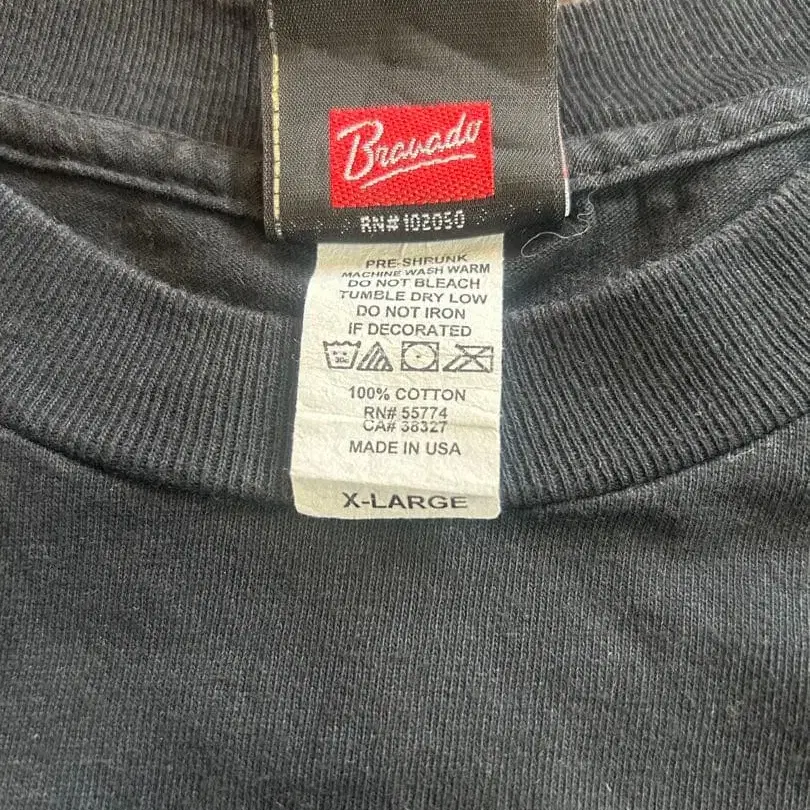 Bravado
RN#102050
PRE-SHRUNK
MACHINE WASH WARM
DO NOT BLEACH
TUMBLE DRY LOW
DO NOT IRON
IF DECORATED
30c
100% COTTON
RN# 55774
CA# 38327
MADE IN USA
X-LARGE